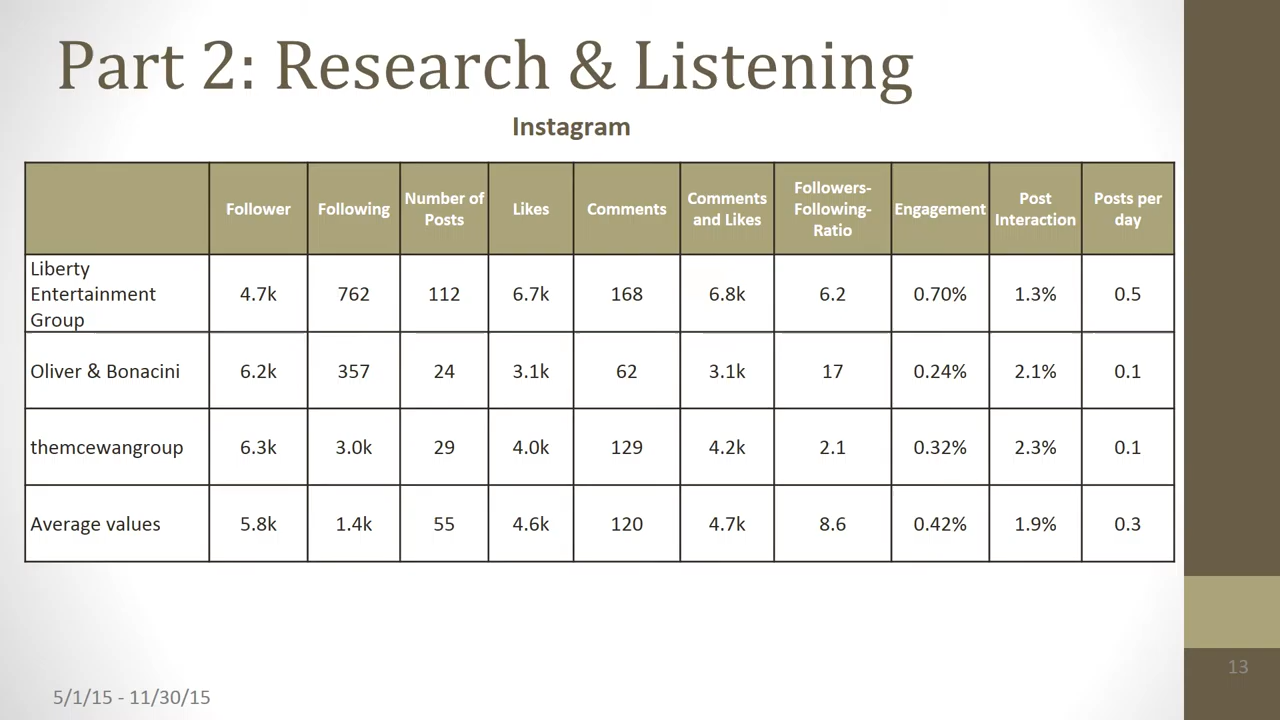 Part 2: Research & Listening
Instagram
Follower Following Number of Posts Likes Comments Comments and Likes Followers-Following-Ratio Engagement Post Interaction Posts per day
Liberty Entertainment Group 4.7k 762 112 6.7k 168 6.8k 6.2 0.70% 1.3% 0.5
Oliver & Bonacini 6.2k 357 24 3.1k 62 3.1k 17 0.24% 2.1% 0.1
themcewangroup 6.3k 3.0k 29 4.0k 129 4.2k 2.1 0.32% 2.3% 0.1
Average values 5.8k 1.4k 55 4.6k 120 4.7k 8.6 0.42% 1.9% 0.3
13
5/1/15 - 11/30/15